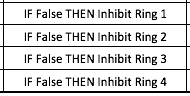 IF False THEN Inhibit Ring 1
IF False THEN Inhibit Ring 2
IF False THEN Inhibit Ring 3
IF False THEN Inhibit Ring 4